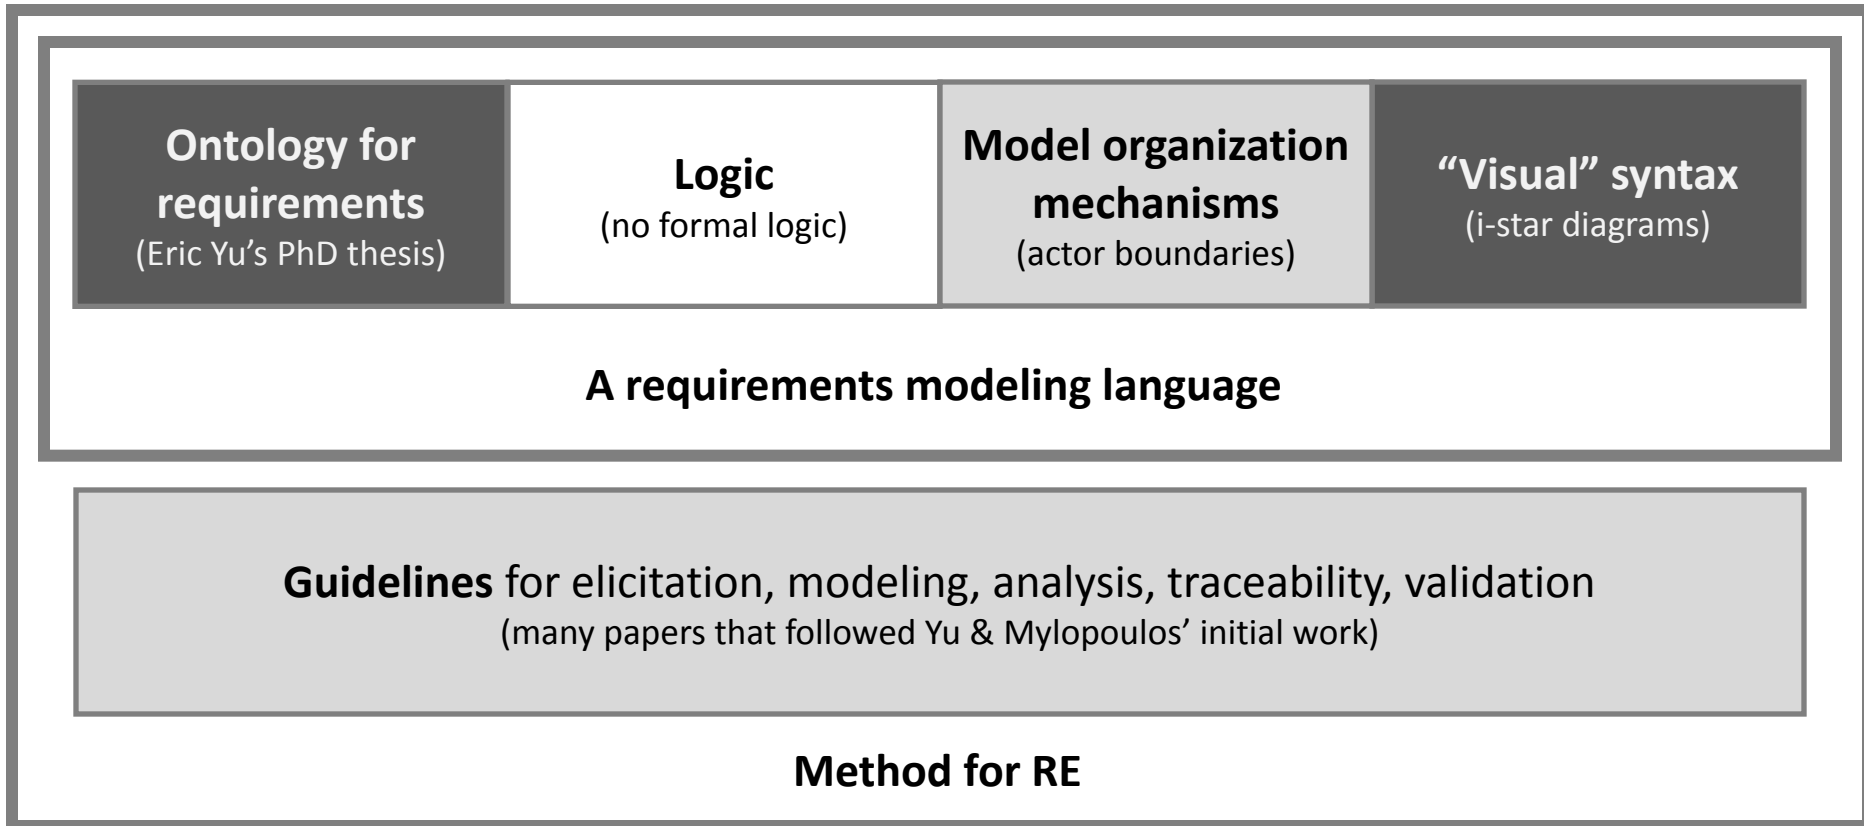 Ontology for
requirements
(Eric Yu’s PhD thesis)
Logic
(no formal logic)
Model organization
mechanisms
(actor boundaries)
“Visual” syntax
(i-star diagrams)
A requirements modeling language
Guidelines for elicitation, modeling, analysis, traceability, validation
(many papers that followed Yu & Mylopoulos’ initial work)
Method for RE